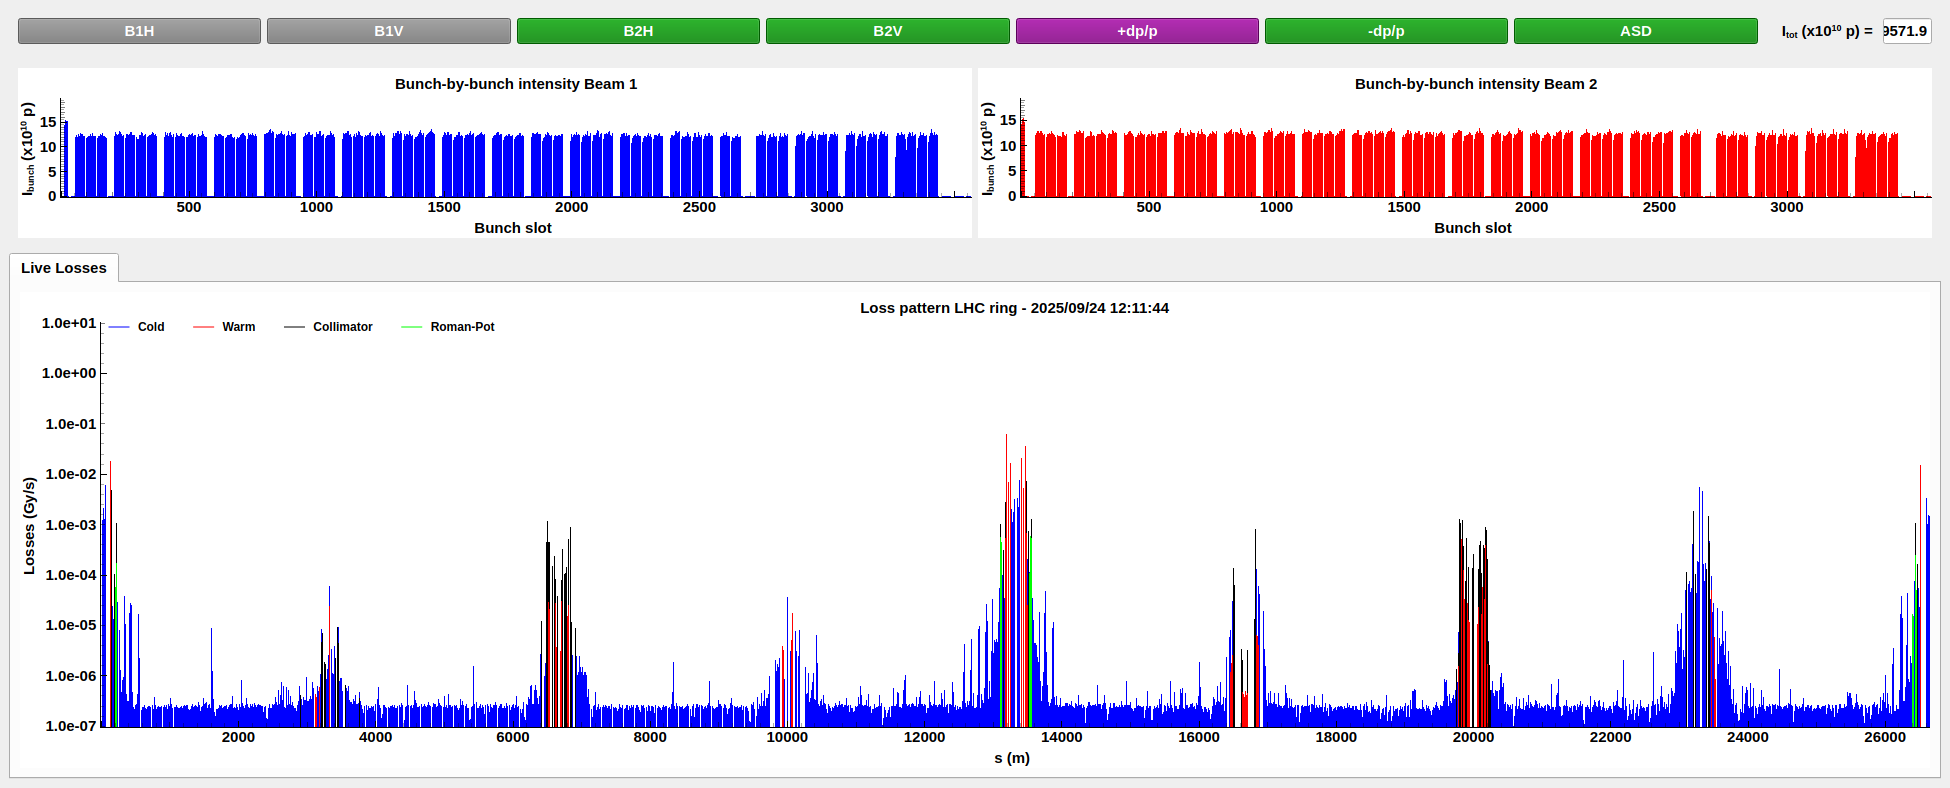 B1H B1V B2H B2V +dp/p -dp/p ASD Itot (x10¹⁰ p) = 9571.9
Bunch-by-bunch intensity Beam 1
Ibunch (x10¹⁰ p)
15
10
5
0
500 1000 1500 2000 2500 3000
Bunch slot
Bunch-by-bunch intensity Beam 2
Ibunch (x10¹⁰ p)
15
10
5
0
500 1000 1500 2000 2500 3000
Bunch slot
Live Losses
Loss pattern LHC ring - 2025/09/24 12:11:44
Cold Warm Collimator Roman-Pot
Losses (Gy/s)
1.0e+01
1.0e+00
1.0e-01
1.0e-02
1.0e-03
1.0e-04
1.0e-05
1.0e-06
1.0e-07
2000 4000 6000 8000 10000 12000 14000 16000 18000 20000 22000 24000 26000
s (m)